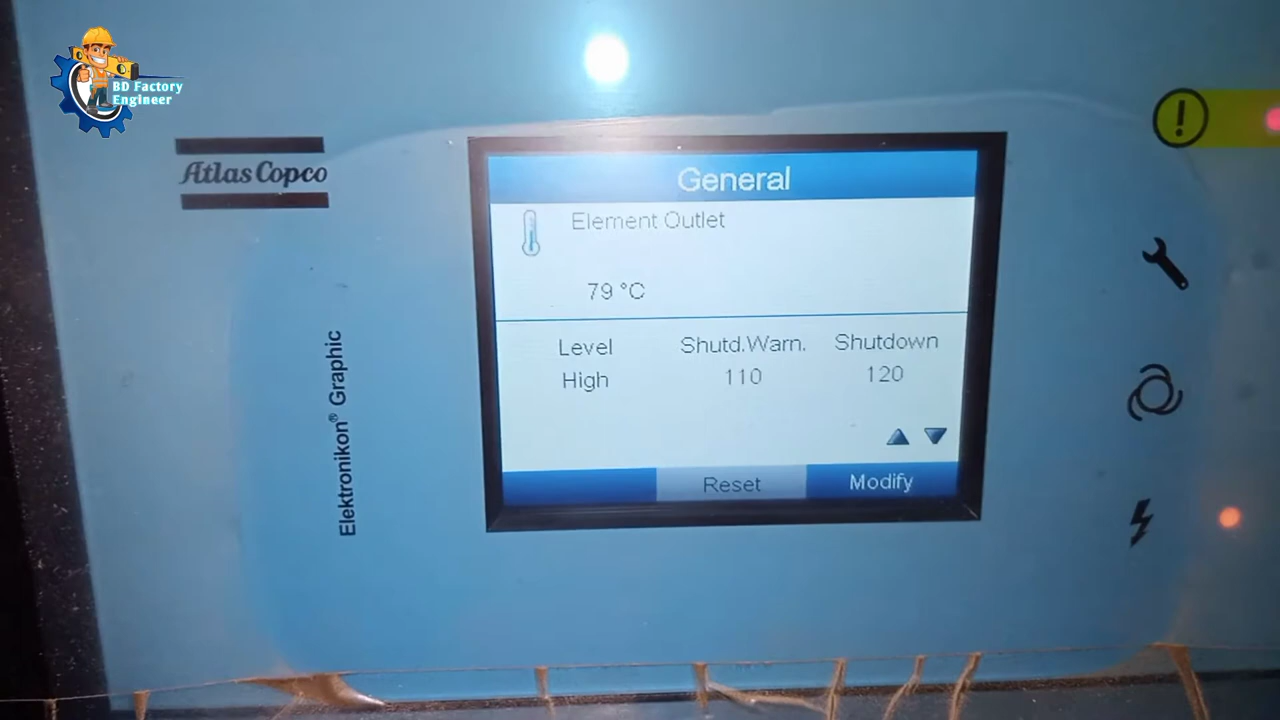 BD Factory
Engineer
Atlas Copco
Elektronikon® Graphic
General
Element Outlet
79 °C
Level Shutd.Warn. Shutdown
High 110 120
Reset Modify